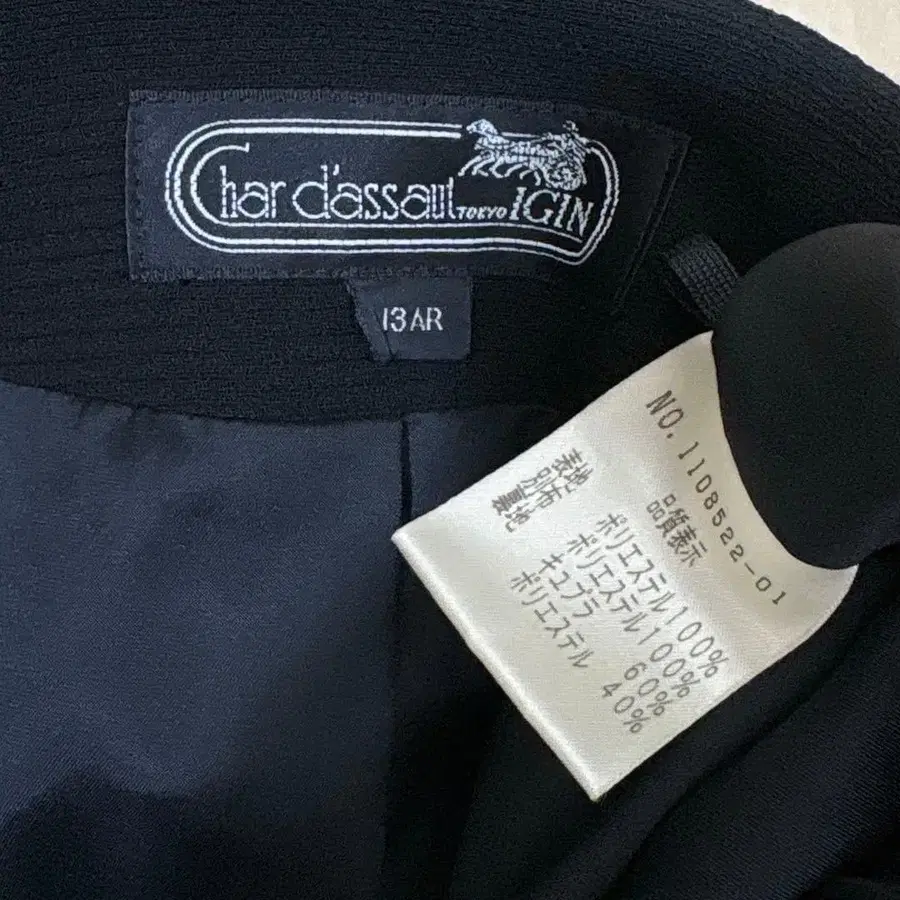 Char d'assaut TOKYO IGIN
13AR
NO.1108522-01
品質表示
表地 ポリエステル100%
別布 ポリエステル100%
裏地 キュプラ 60%
ポリエステル 40%